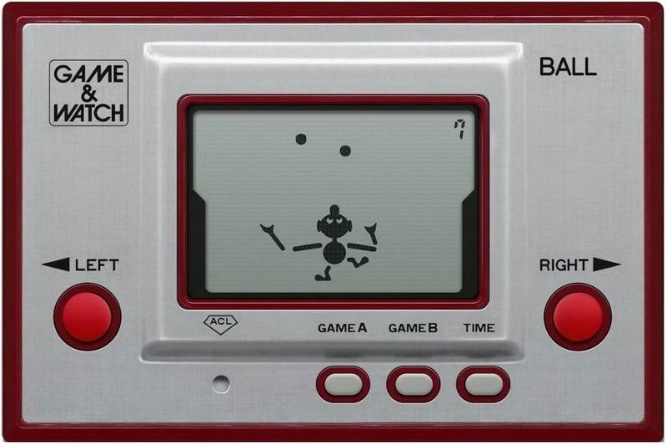 GAME
&
WATCH
BALL
7
◀ LEFT
RIGHT ▶
ACL
GAME A GAME B TIME